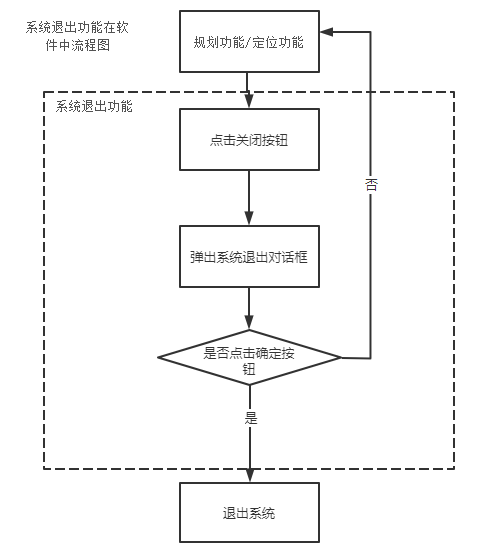 系统退出功能在软
件中流程图
规划功能/定位功能
系统退出功能
点击关闭按钮
否
弹出系统退出对话框
是否点击确定按
钮
是
退出系统